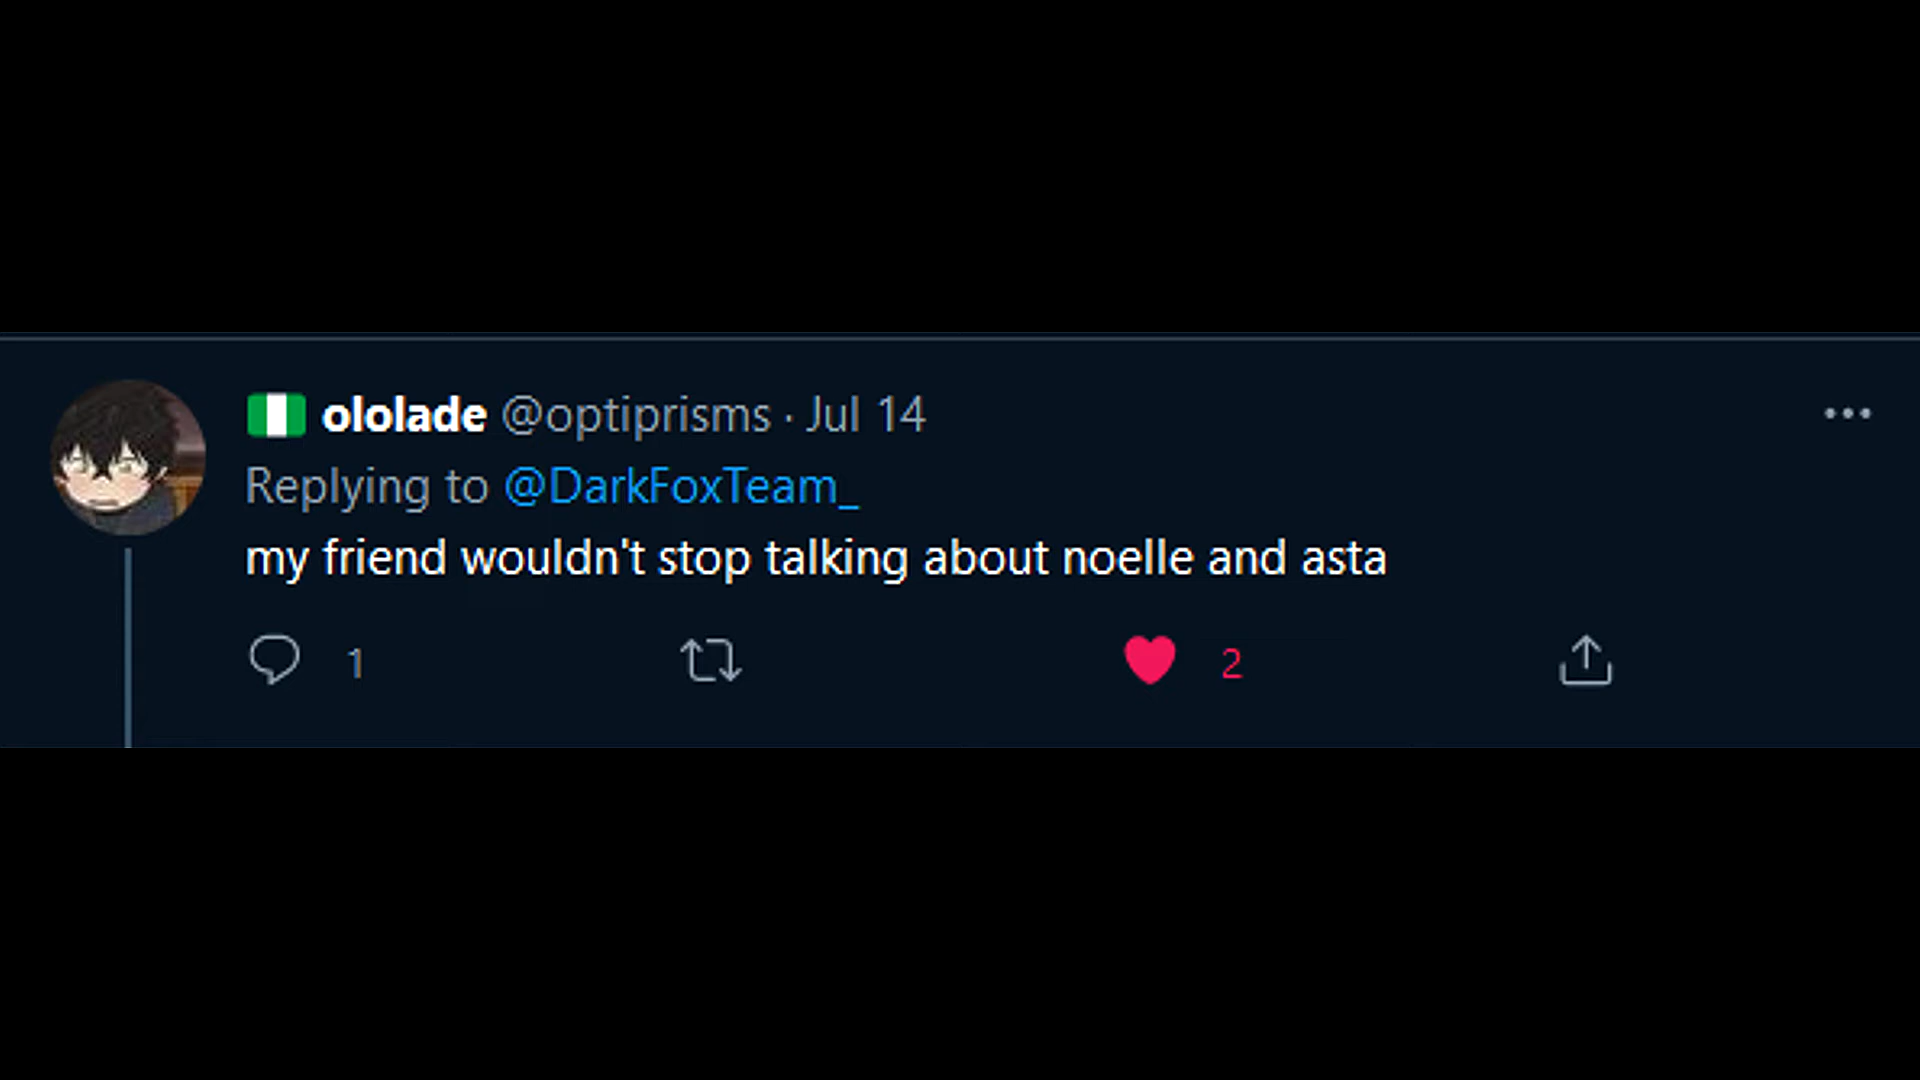 🇳🇬 ololade @optiprisms · Jul 14
Replying to @DarkFoxTeam_
my friend wouldn't stop talking about noelle and asta
1 2